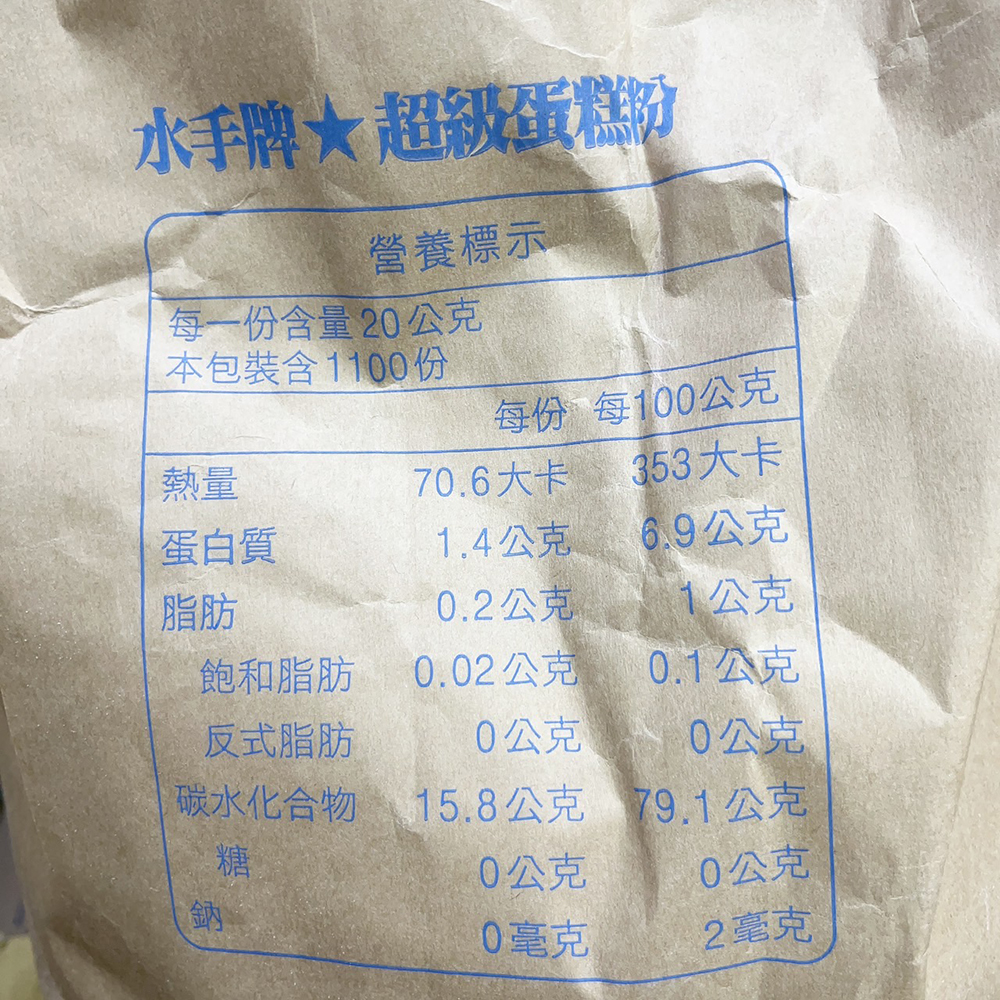 水手牌★超級蛋糕粉
營養標示
每一份含量20公克
本包裝含1100份
每份 每100公克
熱量 70.6大卡 353大卡
蛋白質 1.4公克 6.9公克
脂肪 0.2公克 1公克
飽和脂肪 0.02公克 0.1公克
反式脂肪 0公克 0公克
碳水化合物 15.8公克 79.1公克
糖 0公克 0公克
鈉 0毫克 2毫克